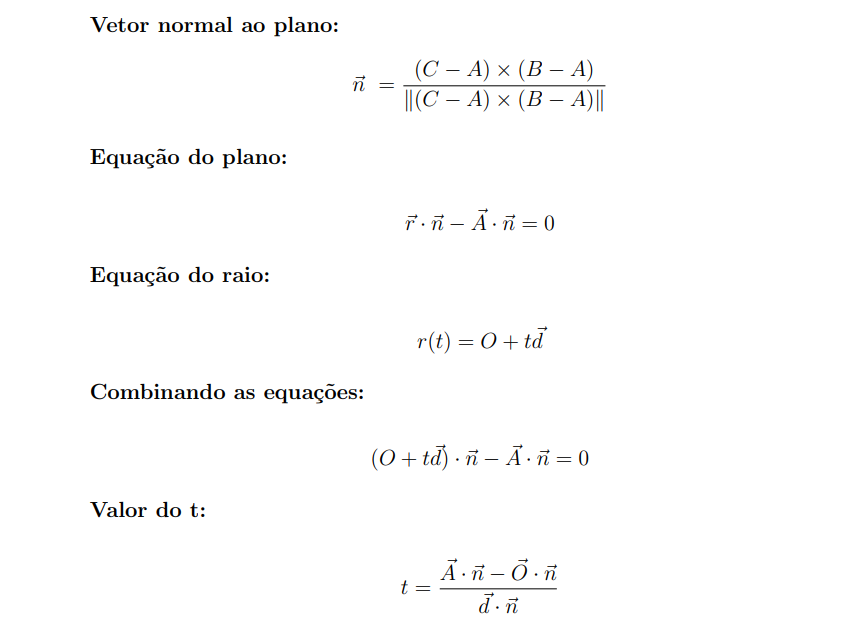 Vetor normal ao plano:
$$\vec{n} = \frac{(C - A) \times (B - A)}{\|(C - A) \times (B - A)\|}$$
Equação do plano:
$$\vec{r} \cdot \vec{n} - \vec{A} \cdot \vec{n} = 0$$
Equação do raio:
$$r(t) = O + t\vec{d}$$
Combinando as equações:
$$(O + t\vec{d}) \cdot \vec{n} - \vec{A} \cdot \vec{n} = 0$$
Valor do t:
$$t = \frac{\vec{A} \cdot \vec{n} - \vec{O} \cdot \vec{n}}{\vec{d} \cdot \vec{n}}$$